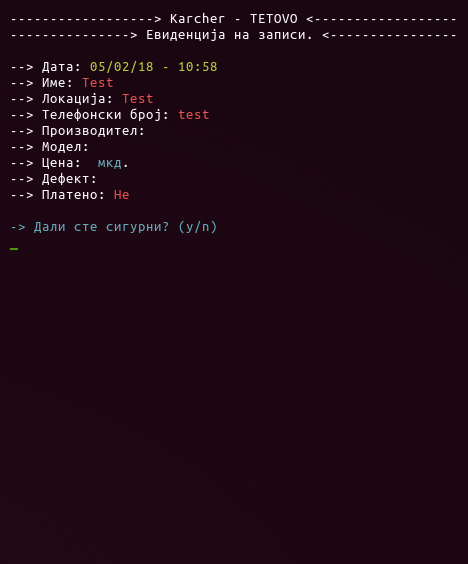 ------------------> Karcher - TETOVO <------------------
---------------> Евиденција на записи. <----------------
--> Дата: 05/02/18 - 10:58
--> Име: Test
--> Локација: Test
--> Телефонски број: test
--> Производител:
--> Модел:
--> Цена:  мкд.
--> Дефект:
--> Платено: Не
-> Дали сте сигурни? (y/n)